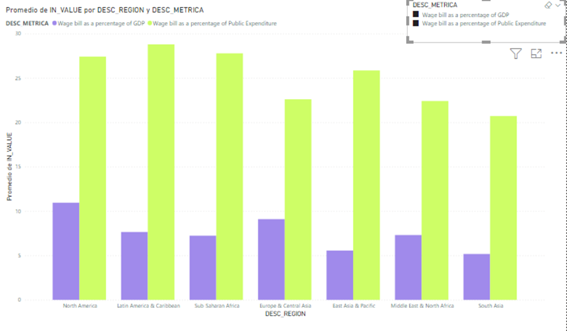 Promedio de IN_VALUE por DESC_REGION y DESC_METRICA
DESC_METRICA Wage bill as a percentage of GDP Wage bill as a percentage of Public Expenditure
DESC_METRICA
Wage bill as a percentage of GDP
Wage bill as a percentage of Public Expenditure
Promedio de IN_VALUE
30
25
20
15
10
5
0
North America Latin America & Caribbean Sub Saharan Africa Europe & Central Asia East Asia & Pacific Middle East & North Africa South Asia
DESC_REGION